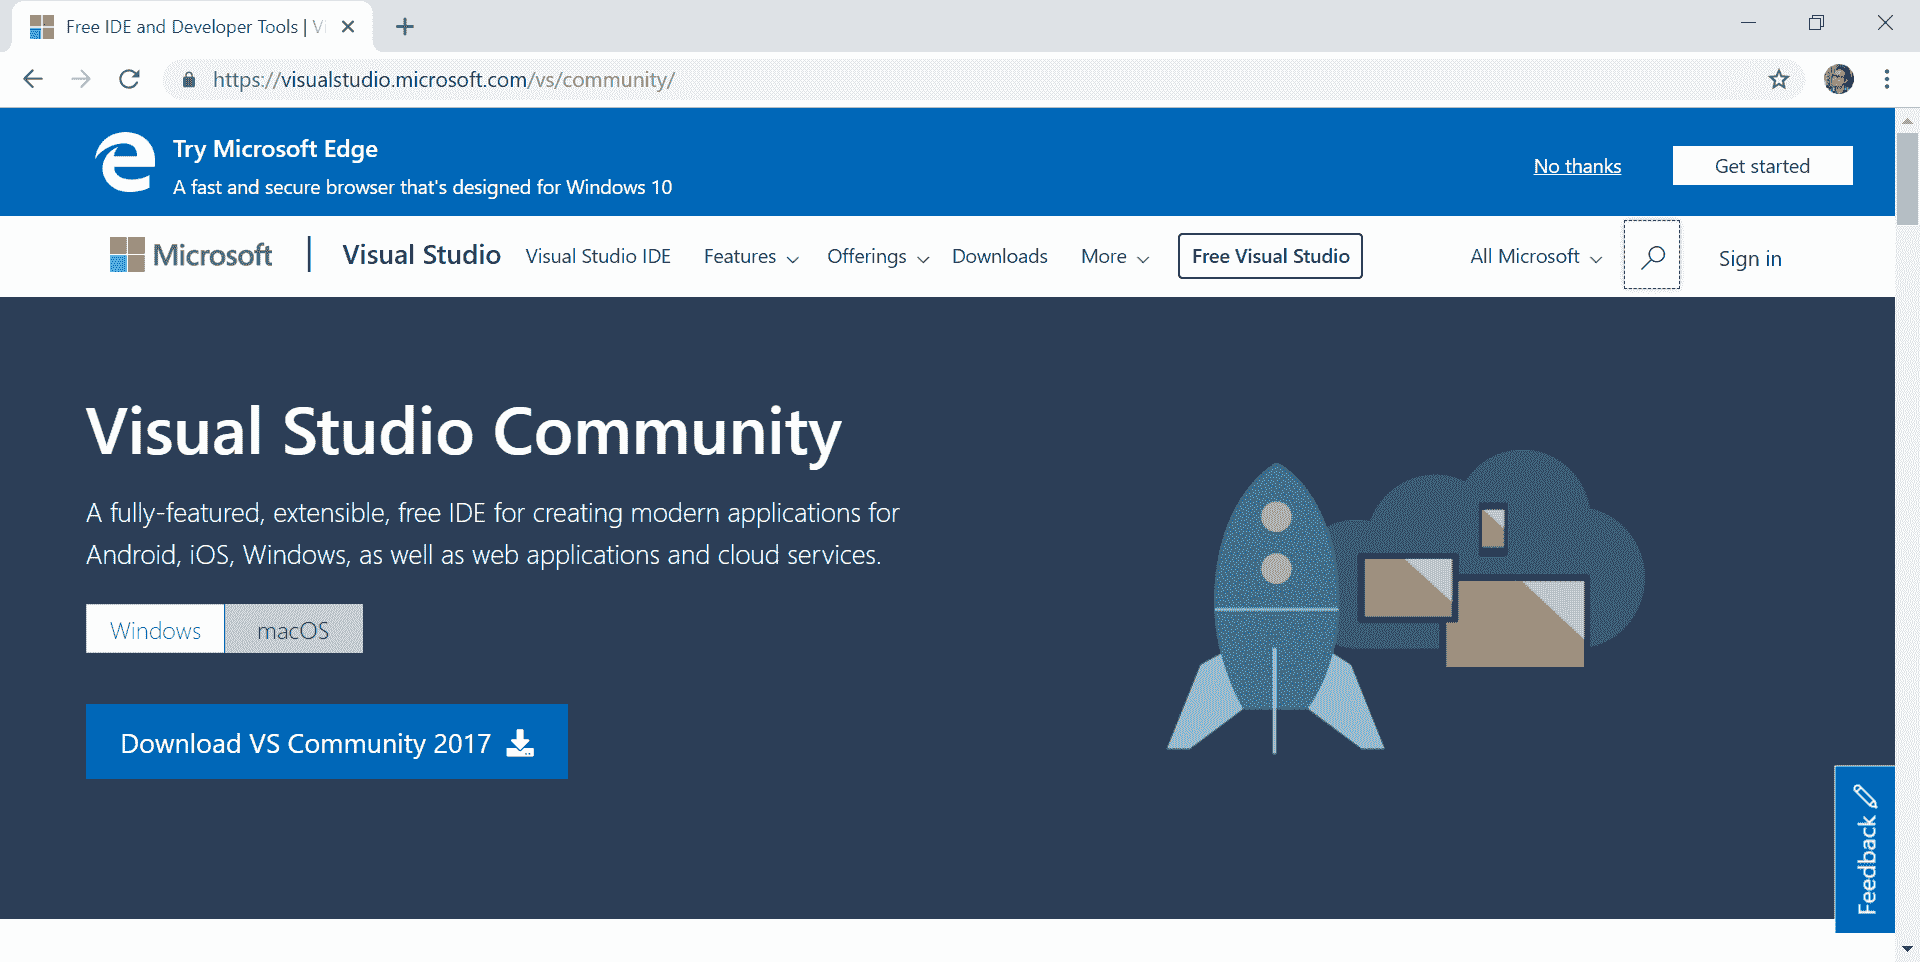 Free IDE and Developer Tools | Vi
https://visualstudio.microsoft.com/vs/community/
Try Microsoft Edge
A fast and secure browser that's designed for Windows 10
No thanks
Get started
Microsoft
Visual Studio
Visual Studio IDE
Features
Offerings
Downloads
More
Free Visual Studio
All Microsoft
Sign in
Visual Studio Community
A fully-featured, extensible, free IDE for creating modern applications for
Android, iOS, Windows, as well as web applications and cloud services.
Windows
macOS
Download VS Community 2017
Feedback